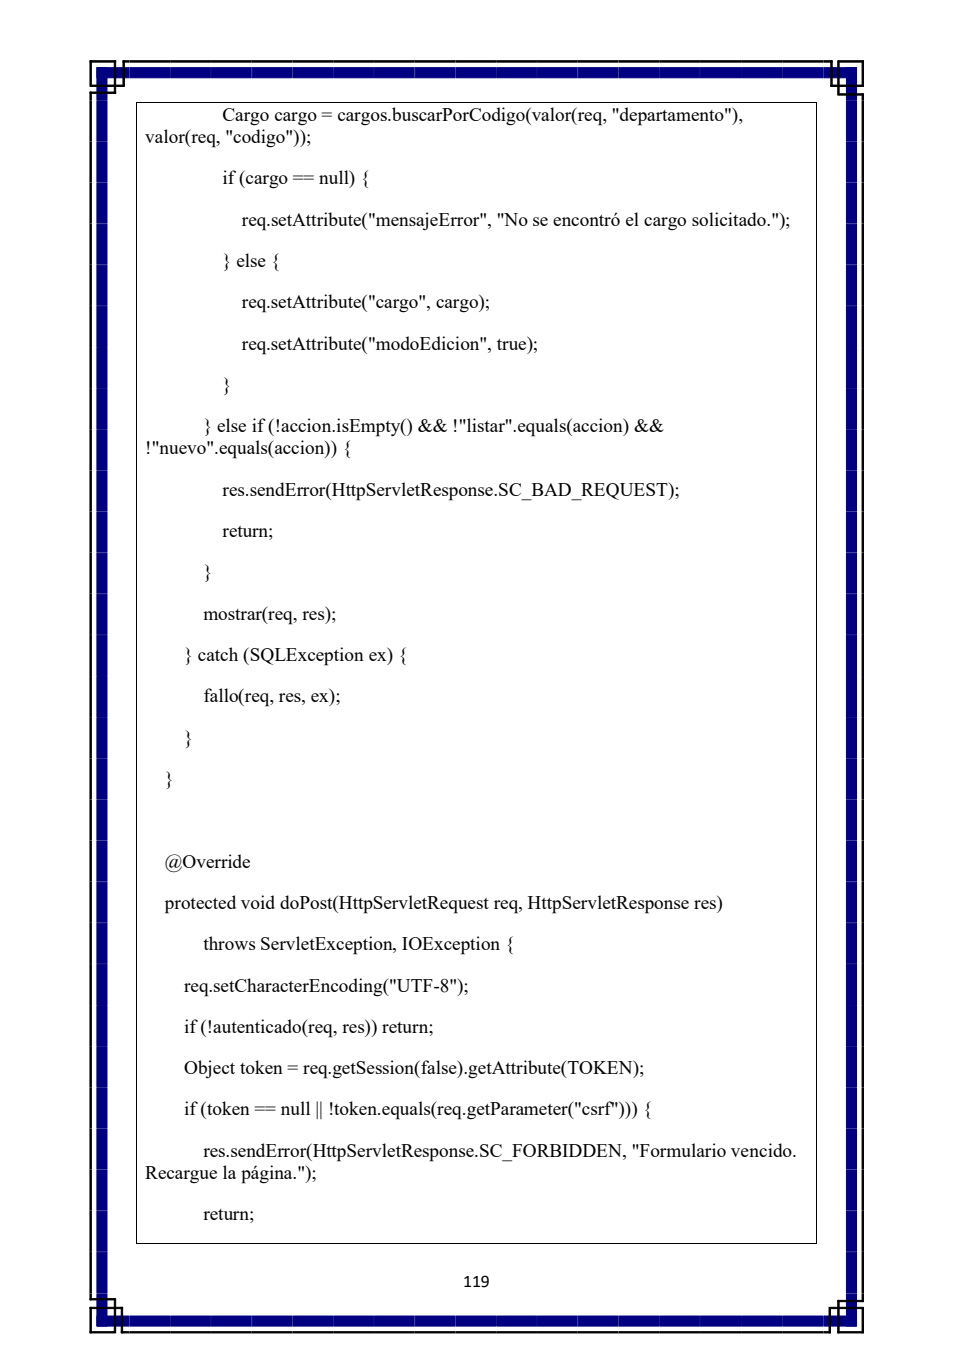 Cargo cargo = cargos.buscarPorCodigo(valor(req, "departamento"),
valor(req, "codigo"));
if (cargo == null) {
req.setAttribute("mensajeError", "No se encontró el cargo solicitado.");
} else {
req.setAttribute("cargo", cargo);
req.setAttribute("modoEdicion", true);
}
} else if (!accion.isEmpty() && !"listar".equals(accion) &&
!"nuevo".equals(accion)) {
res.sendError(HttpServletResponse.SC_BAD_REQUEST);
return;
}
mostrar(req, res);
} catch (SQLException ex) {
fallo(req, res, ex);
}
}
@Override
protected void doPost(HttpServletRequest req, HttpServletResponse res)
throws ServletException, IOException {
req.setCharacterEncoding("UTF-8");
if (!autenticado(req, res)) return;
Object token = req.getSession(false).getAttribute(TOKEN);
if (token == null || !token.equals(req.getParameter("csrf"))) {
res.sendError(HttpServletResponse.SC_FORBIDDEN, "Formulario vencido.
Recargue la página.");
return;
119